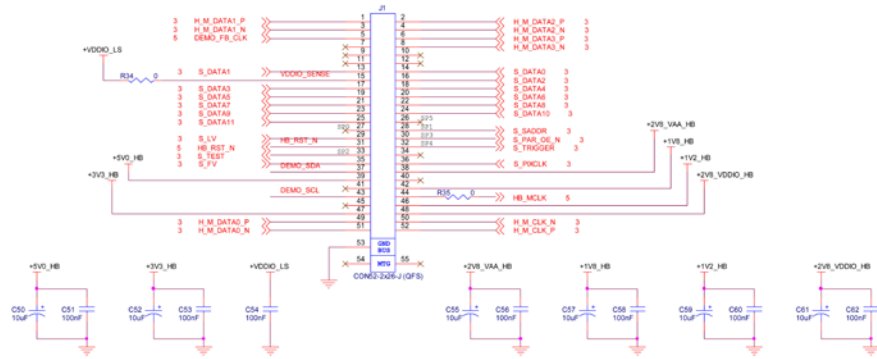 J1
3 H_M_DATA1_P 1 2 H_M_DATA2_P 3
3 H_M_DATA1_N 3 4 H_M_DATA2_N 3
5 DEMO_FB_CLK 5 6 H_M_DATA3_P 3
7 8 H_M_DATA3_N 3
+VDDIO_LS 9 10
11 12
3 S_DATA1 13 14 S_DATA0 3
R34 0 VDDIO_SENSE 15 16 S_DATA2 3
3 S_DATA3 17 18 S_DATA4 3
3 S_DATA5 19 20 S_DATA6 3
3 S_DATA7 21 22 S_DATA8 3
3 S_DATA9 23 24 S_DATA10 3
3 S_DATA11 25 26 SP5
SP0 27 28 SP1 S_SADDR 3 +2V8_VAA_HB
3 S_LV 29 30 SP3 S_PAR_OE_N 3
5 HB_RST_N HB_RST_N 31 32 SP4 S_TRIGGER 3 +1V8_HB
3 S_TEST SP2 33 34
3 S_FV 35 36 S_PIXCLK 3
+5V0_HB DEMO_SDA 37 38 +1V2_HB
+3V3_HB 39 40 +2V8_VDDIO_HB
41 42
DEMO_SCL 43 44 R35 0 HB_MCLK 5
45 46
47 48
3 H_M_DATA0_P 49 50 H_M_CLK_N 3
3 H_M_DATA0_N 51 52 H_M_CLK_P 3
53 GND
BUS
54 MTG 55
CON52-2x26-J (QFS)
+5V0_HB +3V3_HB +VDDIO_LS +2V8_VAA_HB +1V8_HB +1V2_HB +2V8_VDDIO_HB
C50 C51 C52 C53 C54 C55 C56 C57 C58 C59 C60 C61 C62
10uF 100nF 10uF 100nF 100nF 10uF 100nF 10uF 100nF 10uF 100nF 10uF 100nF